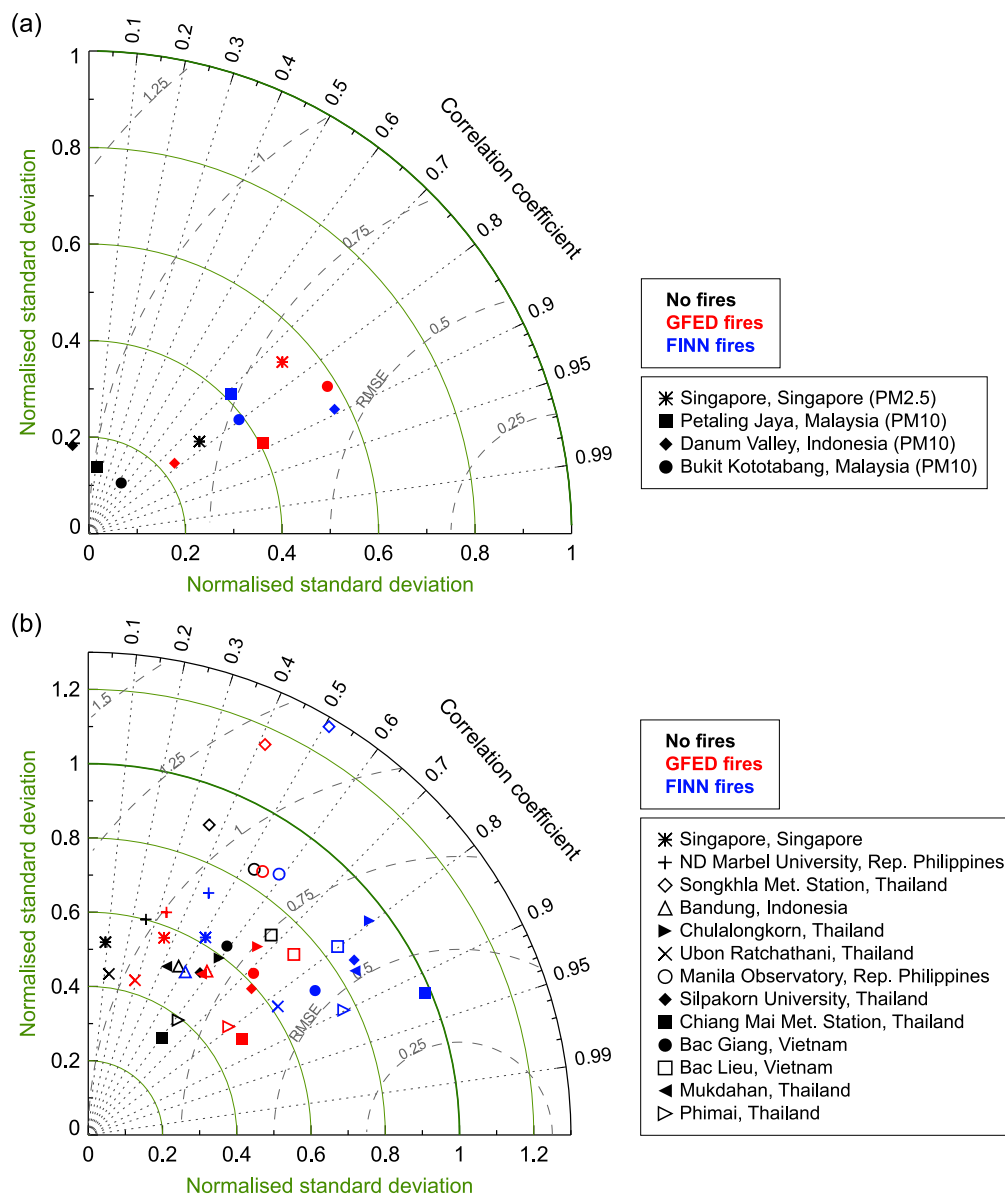 (a)
0.1
0.2
0.3
0.4
0.5
0.6
0.7
0.8
0.9
0.95
0.99
Correlation coefficient
1
0.8
0.6
0.4
0.2
0
Normalised standard deviation
1.25
1
0.75
0.5
0.25
RMSE
0
0.2
0.4
0.6
0.8
1
Normalised standard deviation
No fires
GFED fires
FINN fires
Singapore, Singapore (PM2.5)
Petaling Jaya, Malaysia (PM10)
Danum Valley, Indonesia (PM10)
Bukit Kototabang, Malaysia (PM10)
(b)
0.1
0.2
0.3
0.4
0.5
0.6
0.7
0.8
0.9
0.95
0.99
Correlation coefficient
1.2
1
0.8
0.6
0.4
0.2
0
Normalised standard deviation
1.5
1.25
1
0.75
0.5
0.25
RMSE
0
0.2
0.4
0.6
0.8
1
1.2
Normalised standard deviation
No fires
GFED fires
FINN fires
Singapore, Singapore
ND Marbel University, Rep. Philippines
Songkhla Met. Station, Thailand
Bandung, Indonesia
Chulalongkorn, Thailand
Ubon Ratchathani, Thailand
Manila Observatory, Rep. Philippines
Silpakorn University, Thailand
Chiang Mai Met. Station, Thailand
Bac Giang, Vietnam
Bac Lieu, Vietnam
Mukdahan, Thailand
Phimai, Thailand